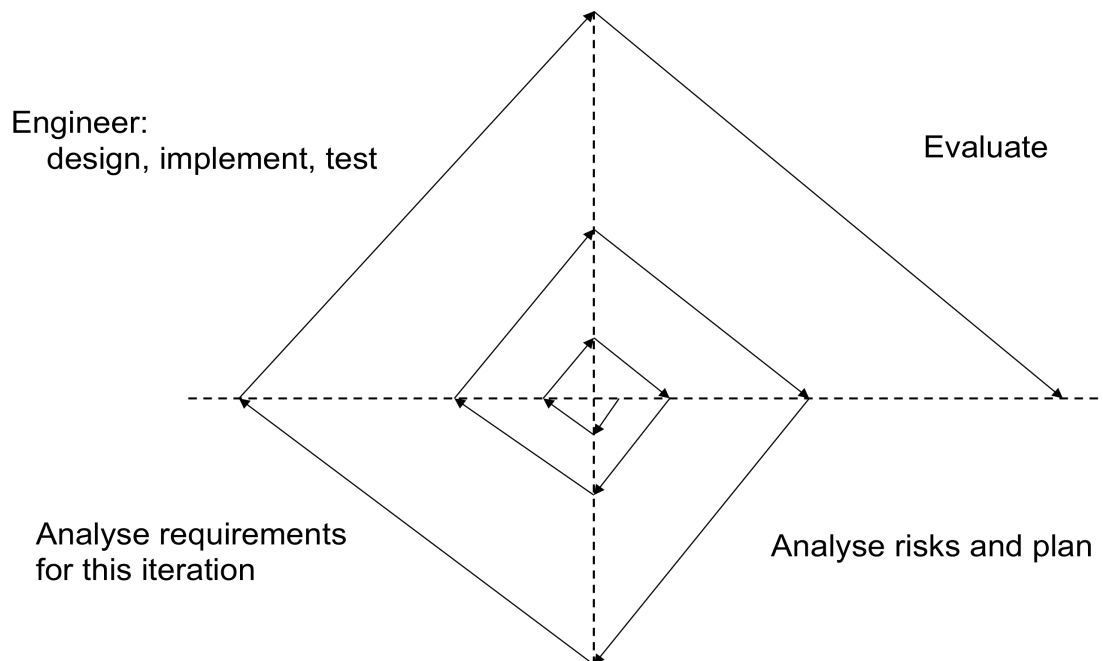 Engineer:
design, implement, test
Evaluate
Analyse requirements
for this iteration
Analyse risks and plan